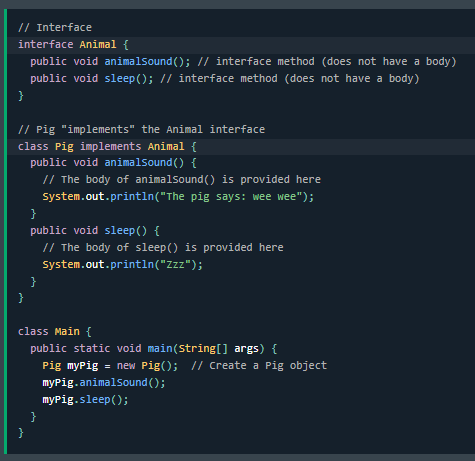 // Interface
interface Animal {
  public void animalSound(); // interface method (does not have a body)
  public void sleep(); // interface method (does not have a body)
}

// Pig "implements" the Animal interface
class Pig implements Animal {
  public void animalSound() {
    // The body of animalSound() is provided here
    System.out.println("The pig says: wee wee");
  }
  public void sleep() {
    // The body of sleep() is provided here
    System.out.println("Zzz");
  }
}

class Main {
  public static void main(String[] args) {
    Pig myPig = new Pig();  // Create a Pig object
    myPig.animalSound();
    myPig.sleep();
  }
}